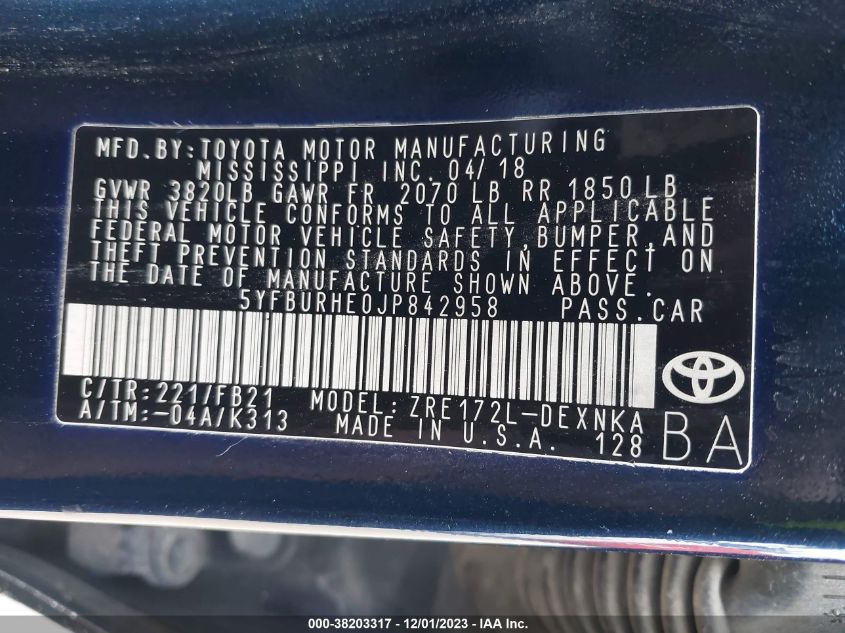 MFD.BY:TOYOTA MOTOR MANUFACTURING
MISSISSIPPI INC. 04/18
GVWR 3820LB GAWR FR 2070 LB RR 1850 LB
THIS VEHICLE CONFORMS TO ALL APPLICABLE
FEDERAL MOTOR VEHICLE SAFETY,BUMPER,AND
THEFT PREVENTION STANDARDS IN EFFECT ON
THE DATE OF MANUFACTURE SHOWN ABOVE.
5YFBURHE0JP842958 PASS.CAR
C/TR:221/FB21 MODEL:ZRE172L-DEXNKA
A/TM:-04A/K313 MADE IN U.S.A. 128
BA
000-38203317 - 12/01/2023 - IAA Inc.